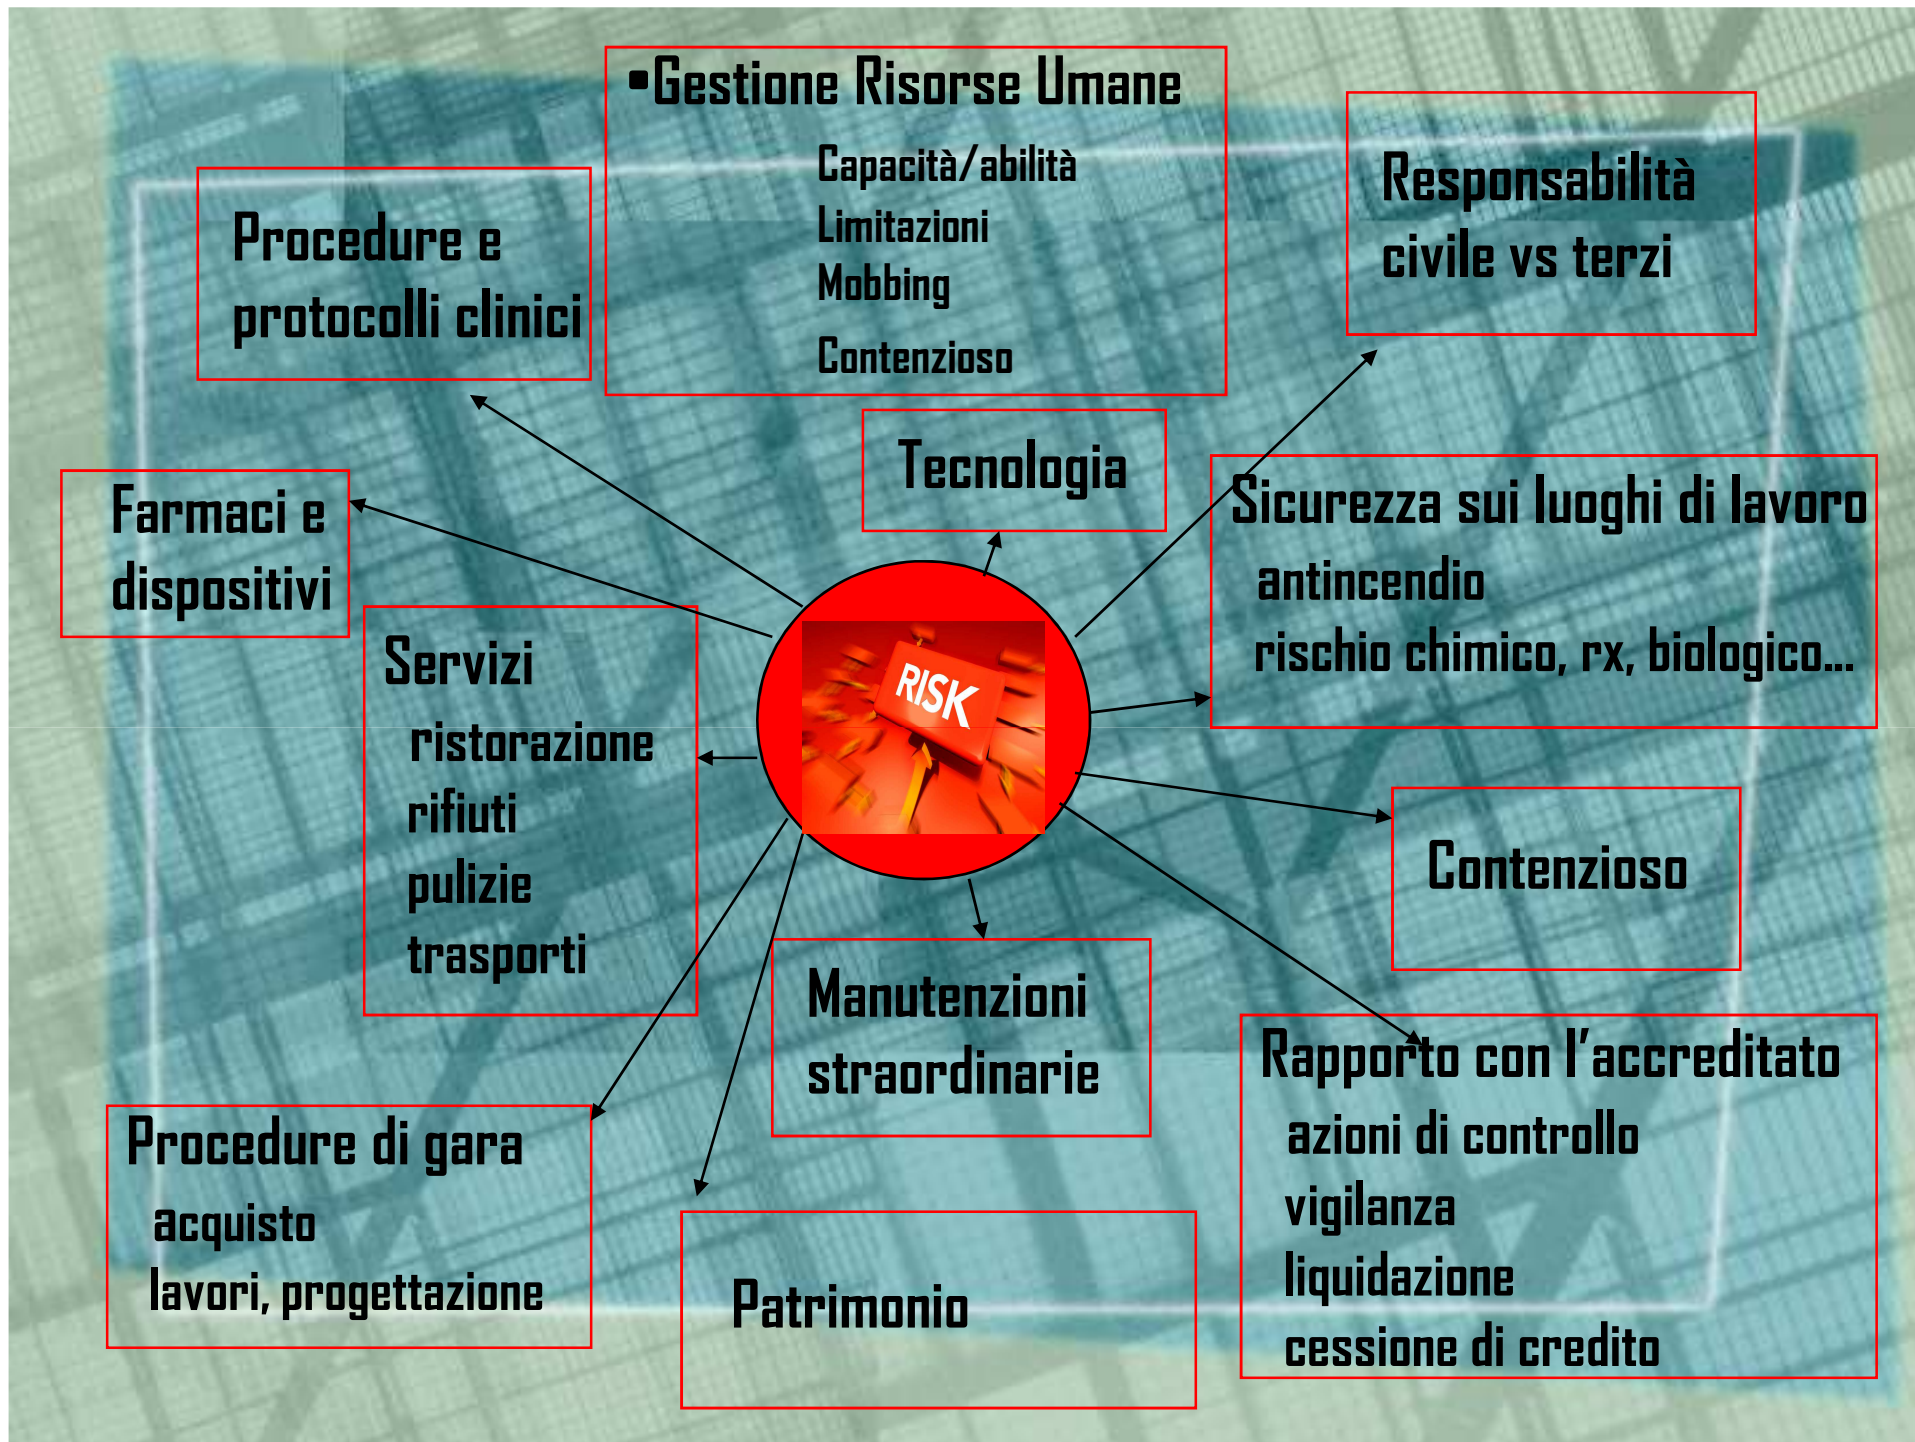 ▪Gestione Risorse Umane
Capacità/abilità
Limitazioni
Mobbing
Contenzioso
Responsabilità
civile vs terzi
Procedure e
protocolli clinici
Tecnologia
Farmaci e
dispositivi
Sicurezza sui luoghi di lavoro
antincendio
rischio chimico, rx, biologico...
Servizi
ristorazione
rifiuti
pulizie
trasporti
RISK
Contenzioso
Manutenzioni
straordinarie
Rapporto con l'accreditato
azioni di controllo
vigilanza
liquidazione
cessione di credito
Procedure di gara
acquisto
lavori, progettazione
Patrimonio